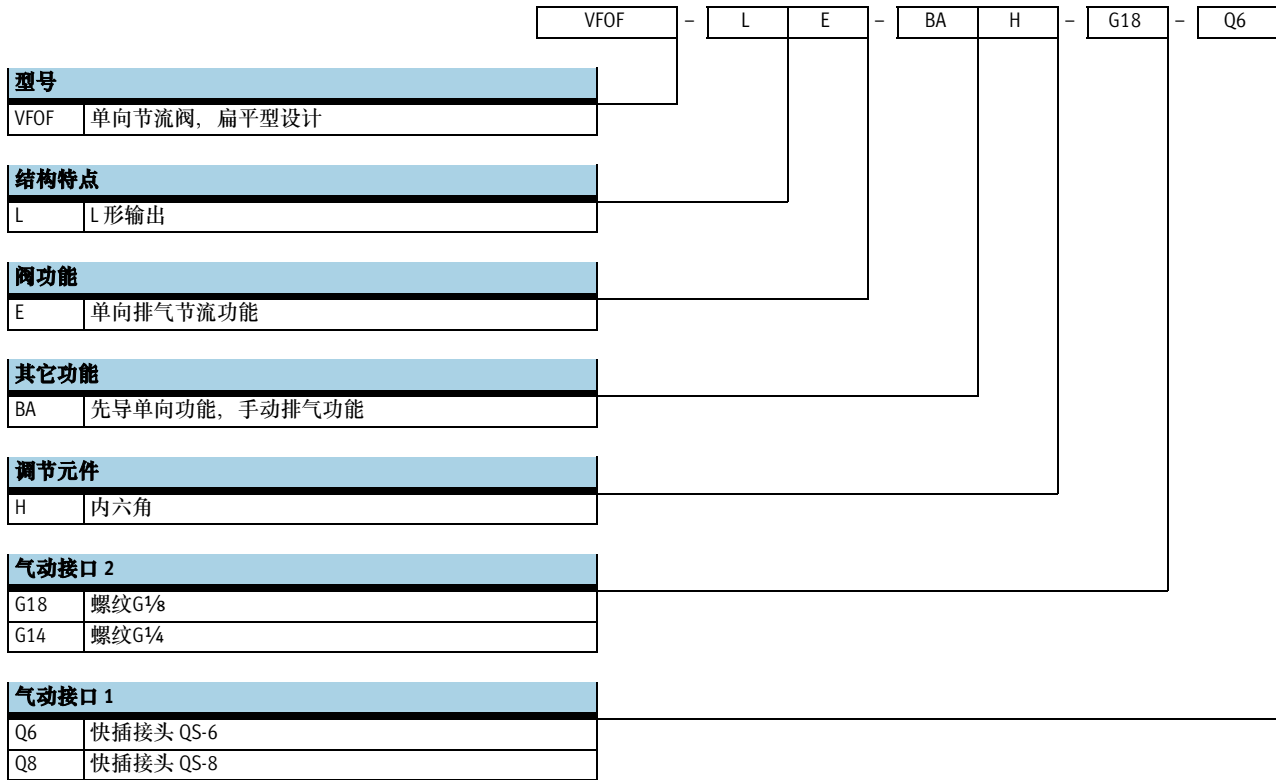 VFOF – L E – BA H – G18 – Q6
型号
VFOF 单向节流阀，扁平型设计
结构特点
L L 形输出
阀功能
E 单向排气节流功能
其它功能
BA 先导单向功能，手动排气功能
调节元件
H 内六角
气动接口 2
G18 螺纹G⅛
G14 螺纹G¼
气动接口 1
Q6 快插接头 QS-6
Q8 快插接头 QS-8